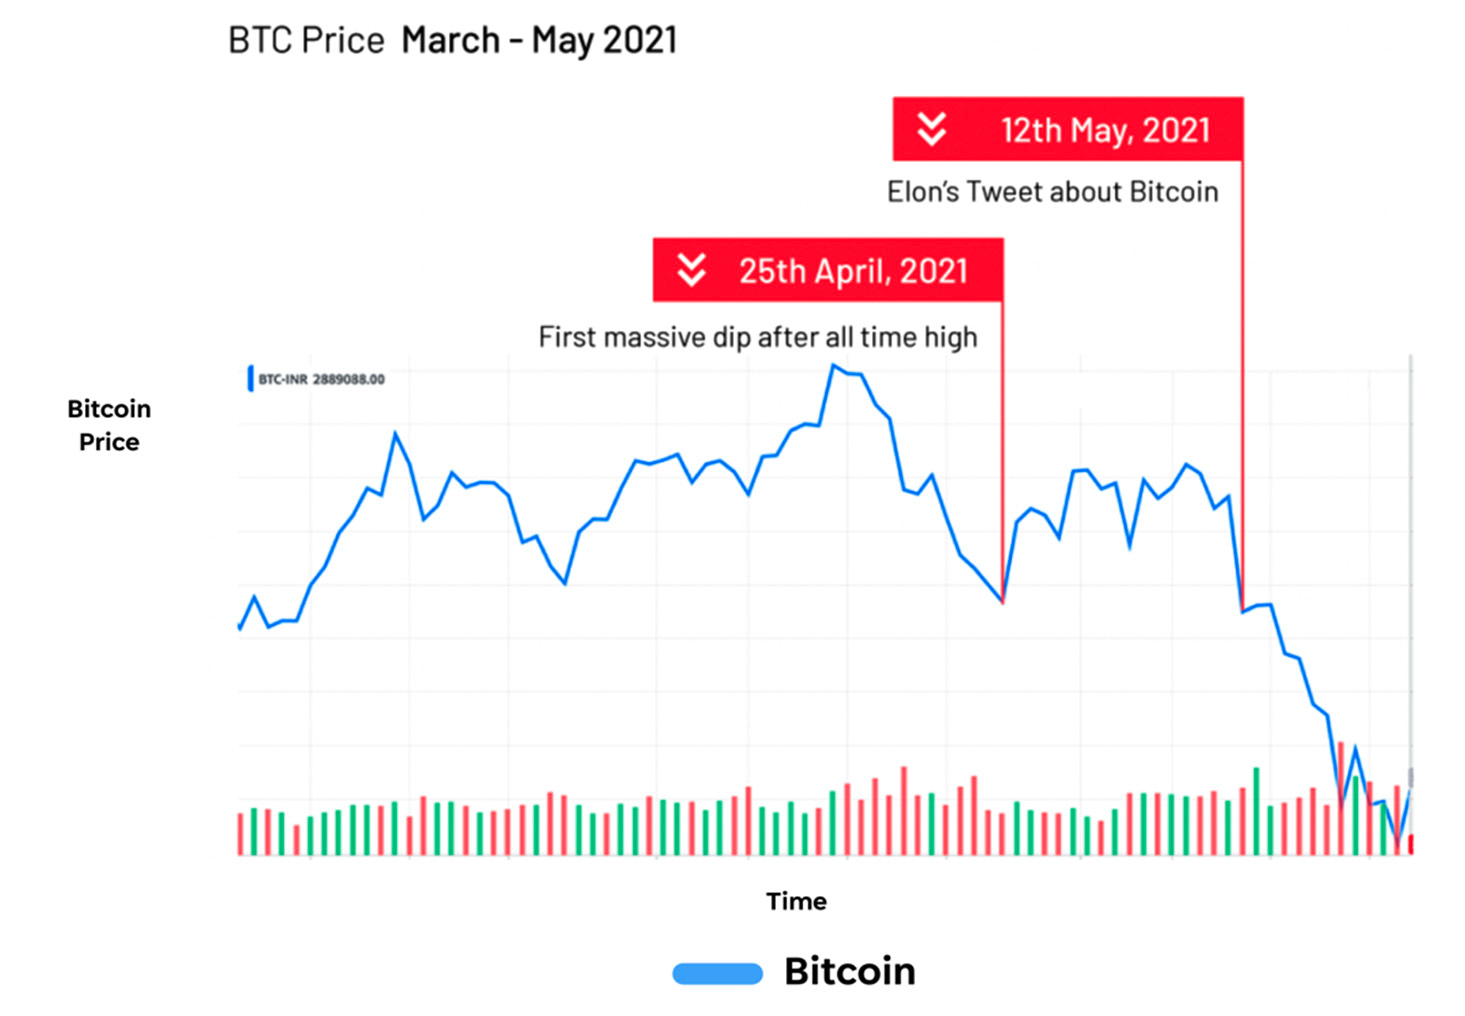 BTC Price March - May 2021
12th May, 2021
Elon's Tweet about Bitcoin
25th April, 2021
First massive dip after all time high
BTC-INR 2889088.00
Bitcoin
Price
Time
Bitcoin